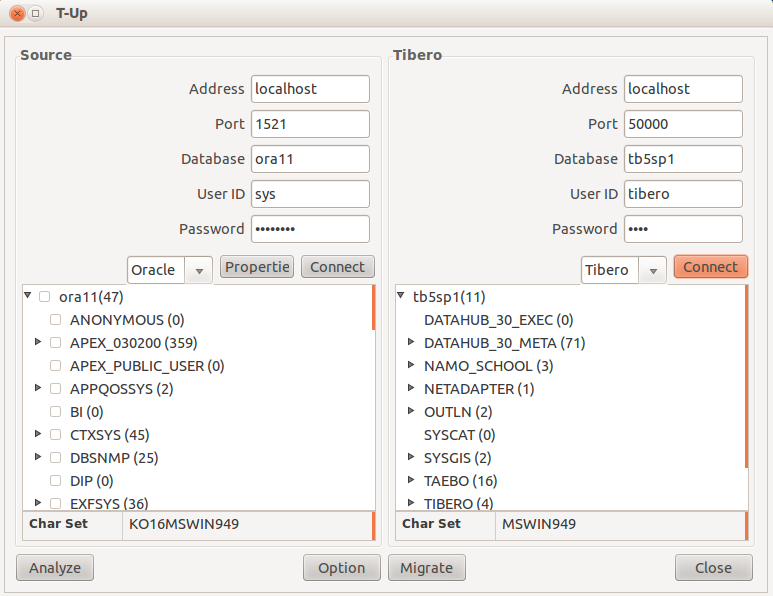 T-Up
Source
Address localhost
Port 1521
Database ora11
User ID sys
Password ••••••••
Oracle Propertie Connect
ora11(47)
ANONYMOUS (0)
APEX_030200 (359)
APEX_PUBLIC_USER (0)
APPQOSSYS (2)
BI (0)
CTXSYS (45)
DBSNMP (25)
DIP (0)
EXFSYS (36)
Char Set KO16MSWIN949
Tibero
Address localhost
Port 50000
Database tb5sp1
User ID tibero
Password ••••
Tibero Connect
tb5sp1(11)
DATAHUB_30_EXEC (0)
DATAHUB_30_META (71)
NAMO_SCHOOL (3)
NETADAPTER (1)
OUTLN (2)
SYSCAT (0)
SYSGIS (2)
TAEBO (16)
TIBERO (4)
Char Set MSWIN949
Analyze Option Migrate Close